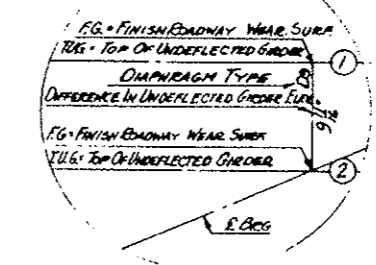 F.G. = FINISH ROADWAY WEAR. SURF.
T.U.G. = TOP OF UNDEFLECTED GIRDER
1
DIAPHRAGM TYPE
DIFFERENCE IN UNDEFLECTED GIRDER ELEV.
F.G. = FINISH ROADWAY WEAR. SURF.
T.U.G. = TOP OF UNDEFLECTED GIRDER
2
℄ BRG